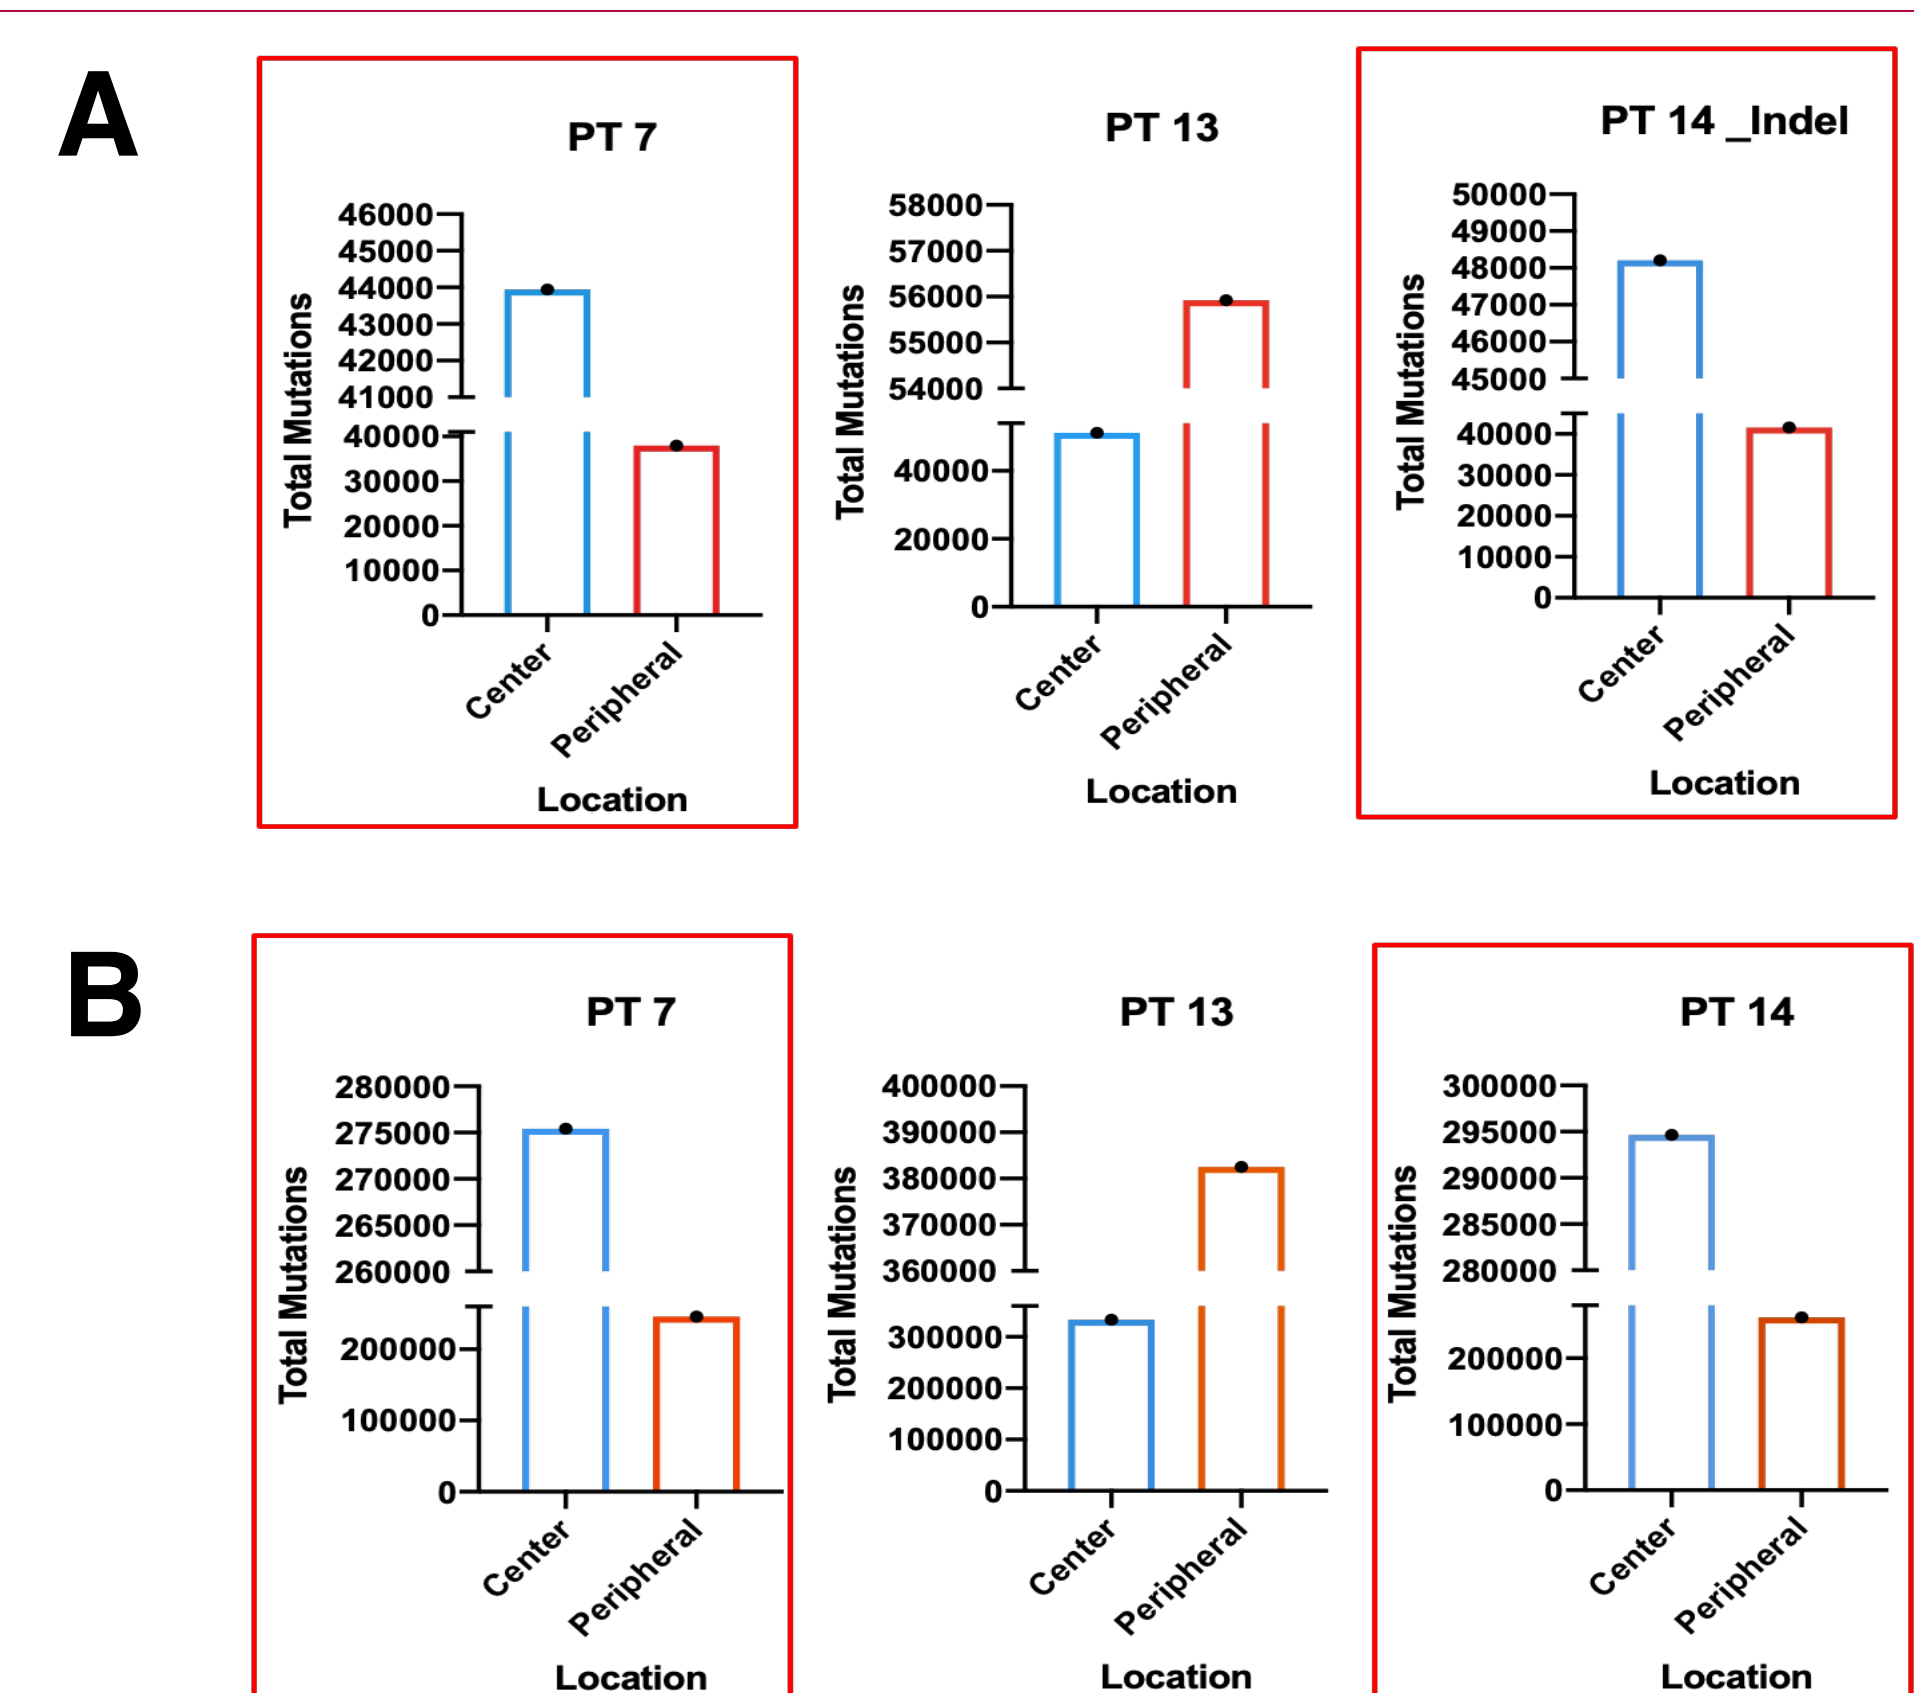 A
PT 7
Total Mutations
46000
45000
44000
43000
42000
41000
40000
30000
20000
10000
0
Center
Peripheral
Location
PT 13
Total Mutations
58000
57000
56000
55000
54000
40000
20000
0
Center
Peripheral
Location
PT 14 _Indel
Total Mutations
50000
49000
48000
47000
46000
45000
40000
30000
20000
10000
0
Center
Peripheral
Location
B
PT 7
Total Mutations
280000
275000
270000
265000
260000
200000
100000
0
Center
Peripheral
Location
PT 13
Total Mutations
400000
390000
380000
370000
360000
300000
200000
100000
0
Center
Peripheral
Location
PT 14
Total Mutations
300000
295000
290000
285000
280000
200000
100000
0
Center
Peripheral
Location